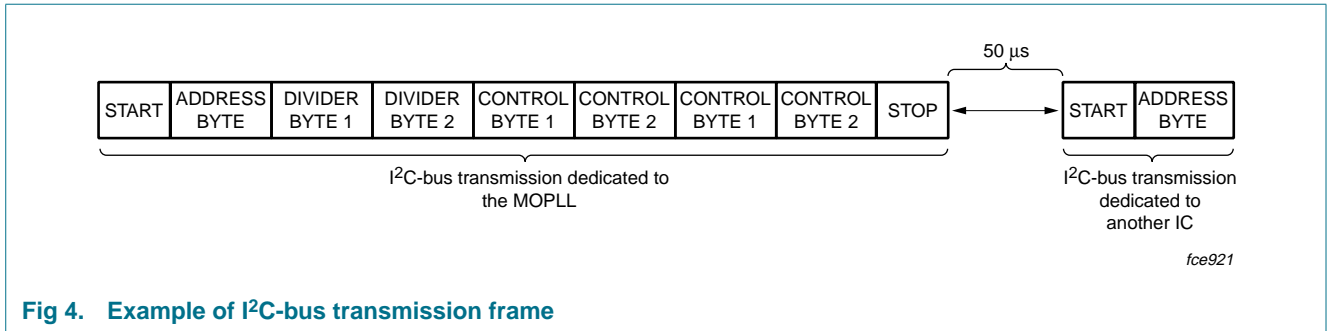 50 µs
START
ADDRESS
BYTE
DIVIDER
BYTE 1
DIVIDER
BYTE 2
CONTROL
BYTE 1
CONTROL
BYTE 2
CONTROL
BYTE 1
CONTROL
BYTE 2
STOP
START
ADDRESS
BYTE
I²C-bus transmission dedicated to
the MOPLL
I²C-bus transmission
dedicated to
another IC
fce921
Fig 4. Example of I²C-bus transmission frame